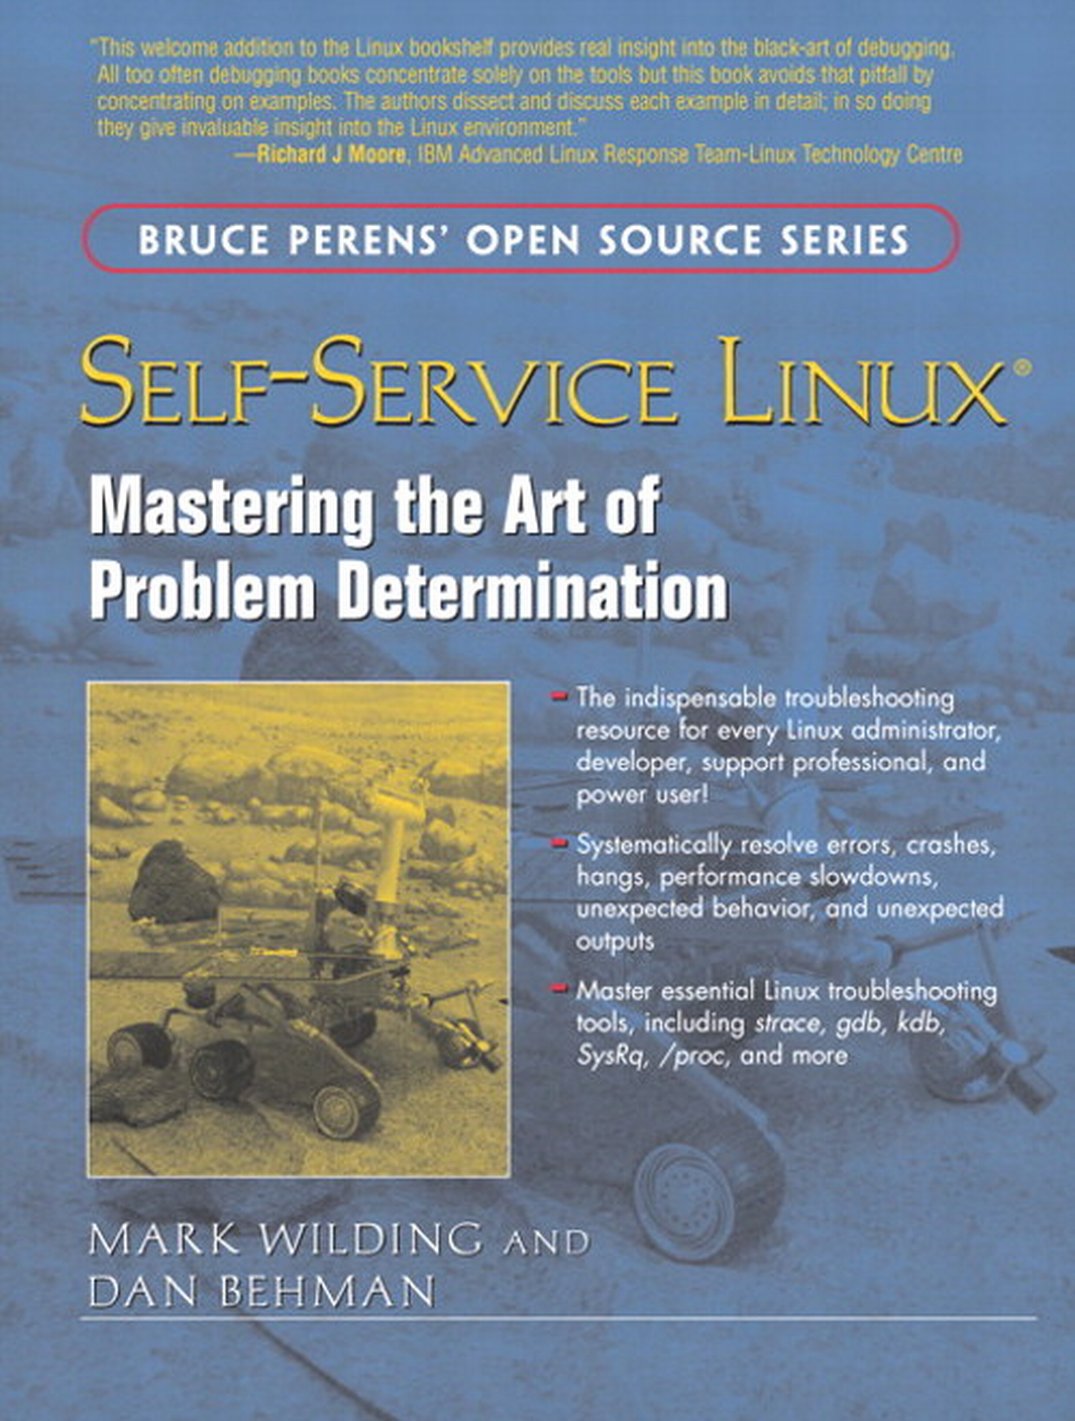 "This welcome addition to the Linux bookshelf provides real insight into the black-art of debugging.
All too often debugging books concentrate solely on the tools but this book avoids that pitfall by
concentrating on examples. The authors dissect and discuss each example in detail; in so doing
they give invaluable insight into the Linux environment."
—Richard J Moore, IBM Advanced Linux Response Team-Linux Technology Centre
BRUCE PERENS' OPEN SOURCE SERIES
SELF-SERVICE LINUX®
Mastering the Art of
Problem Determination
- The indispensable troubleshooting
resource for every Linux administrator,
developer, support professional, and
power user!
- Systematically resolve errors, crashes,
hangs, performance slowdowns,
unexpected behavior, and unexpected
outputs
- Master essential Linux troubleshooting
tools, including strace, gdb, kdb,
SysRq, /proc, and more
MARK WILDING AND
DAN BEHMAN